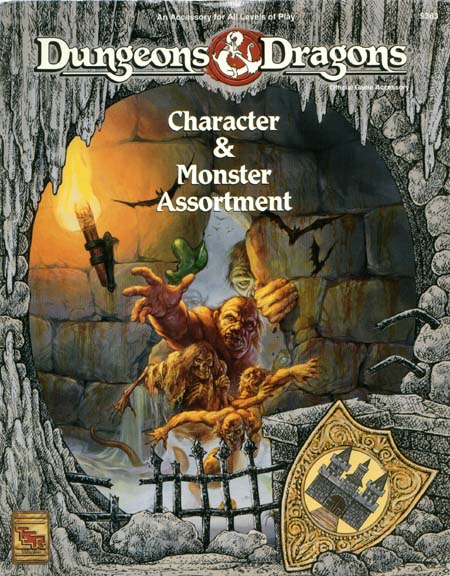 An Accessory for All Levels of Play
9363
Dungeons & Dragons
Official Game Accessory
Character
&
Monster
Assortment
TSR